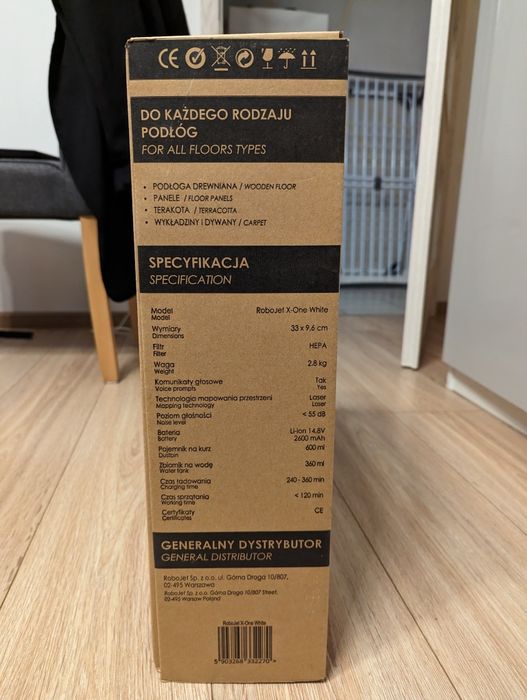 CE
DO KAŻDEGO RODZAJU
PODŁÓG
FOR ALL FLOORS TYPES
• PODŁOGA DREWNIANA / WOODEN FLOOR
• PANELE / FLOOR PANELS
• TERAKOTA / TERRACOTTA
• WYKŁADZINY I DYWANY / CARPET
SPECYFIKACJA
SPECIFICATION
Model RoboJet X-One White
Model
Wymiary 33 x 9,6 cm
Dimensions
Filtr HEPA
Filter
Waga 2.8 kg
Weight
Komunikaty głosowe Tak
Voice prompts Yes
Technologia mapowania przestrzeni Laser
Mapping technology Laser
Poziom głośności < 55 dB
Noise level
Bateria Li-ion 14.8V
Battery 2600 mAh
Pojemnik na kurz 600 ml
Dustbin
Zbiornik na wodę 360 ml
Water tank
Czas ładowania 240 - 360 min
Charging time
Czas sprzątania < 120 min
Working time
Certyfikaty CE
Certificates
GENERALNY DYSTRYBUTOR
GENERAL DISTRIBUTOR
RoboJet Sp. z o.o. ul. Górna Droga 10/807,
02-495 Warszawa
RoboJet Sp. z o.o. Górna Droga 10/807 Street,
02-495 Warsaw Poland
RoboJet X-One White
5 903268 332270 >